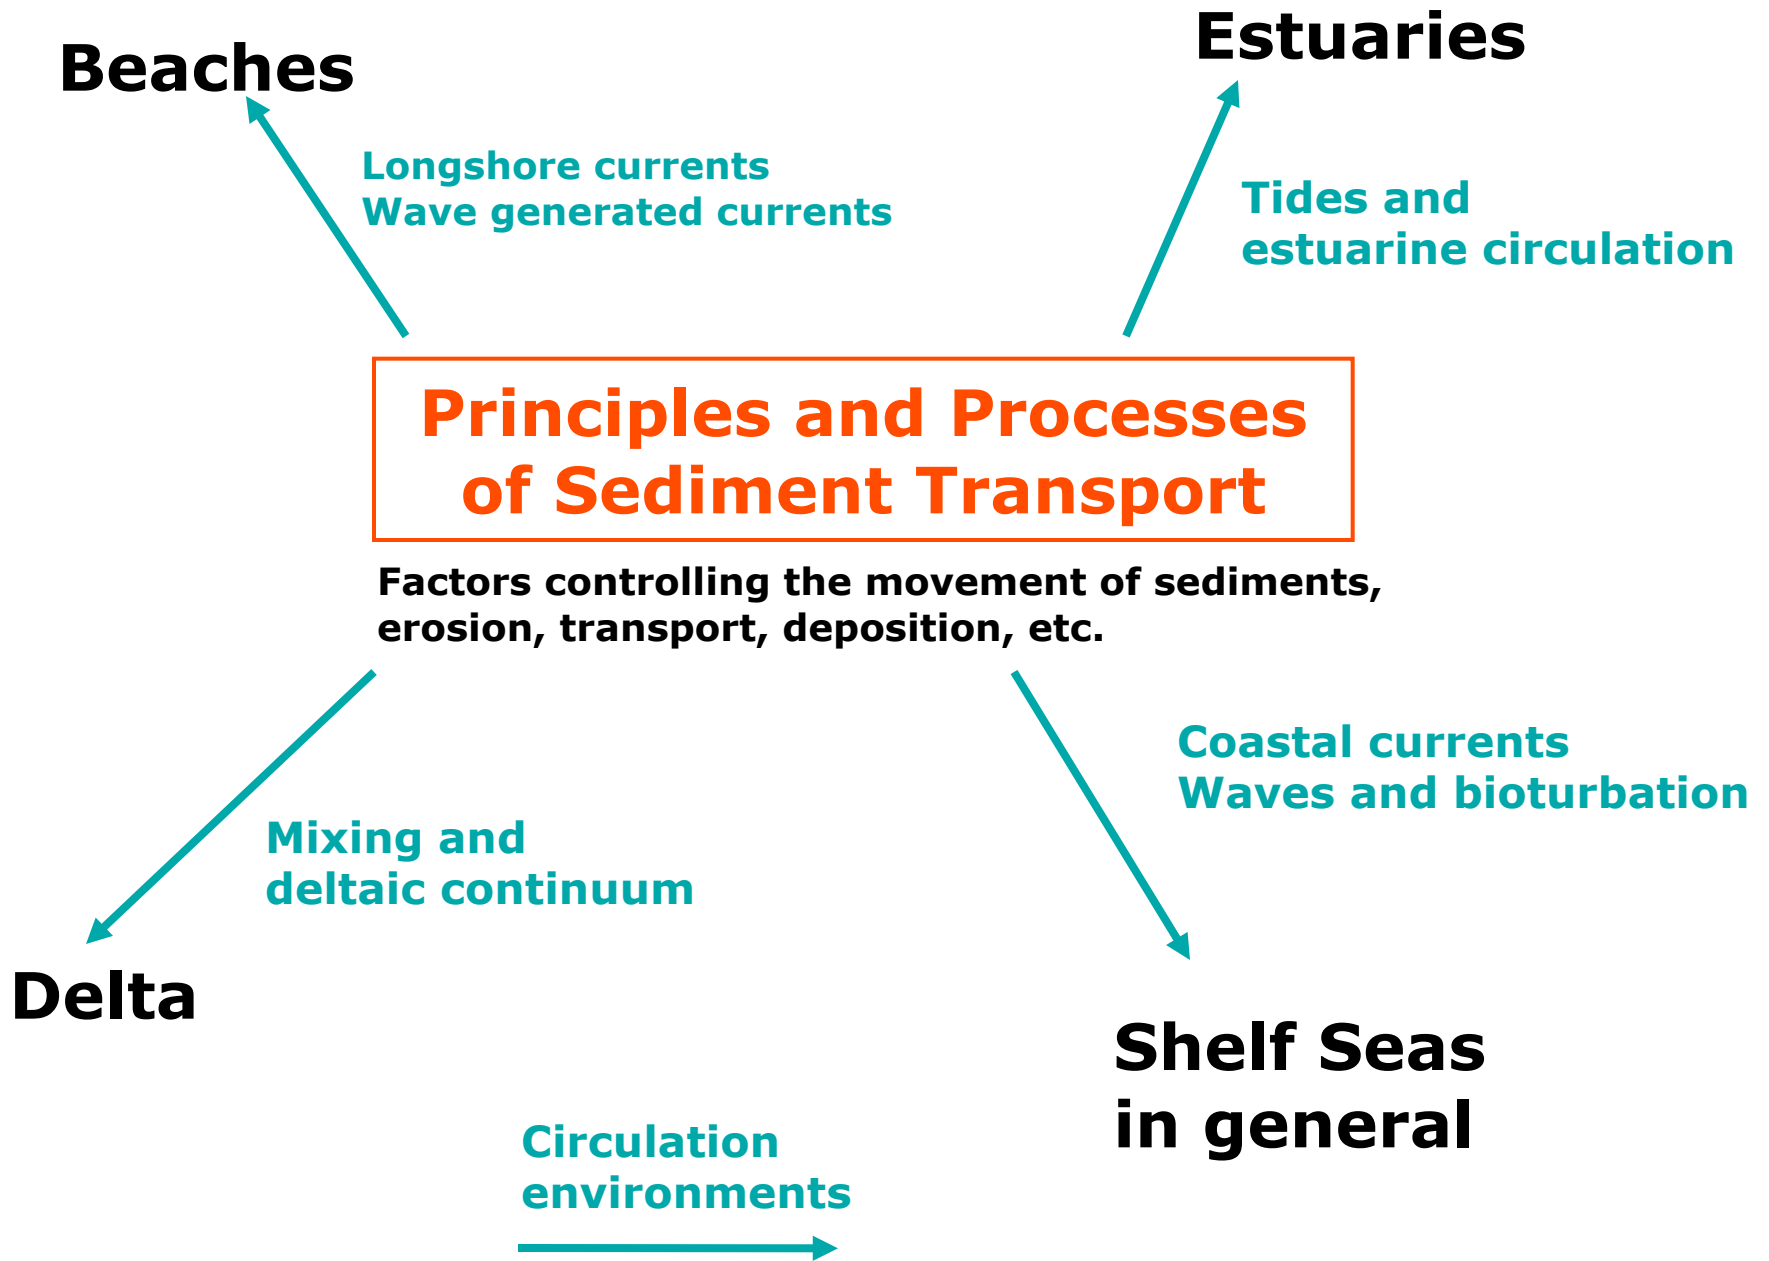 Beaches
Estuaries
Longshore currents
Wave generated currents
Tides and
estuarine circulation
Principles and Processes
of Sediment Transport
Factors controlling the movement of sediments,
erosion, transport, deposition, etc.
Coastal currents
Waves and bioturbation
Mixing and
deltaic continuum
Delta
Shelf Seas
in general
Circulation
environments